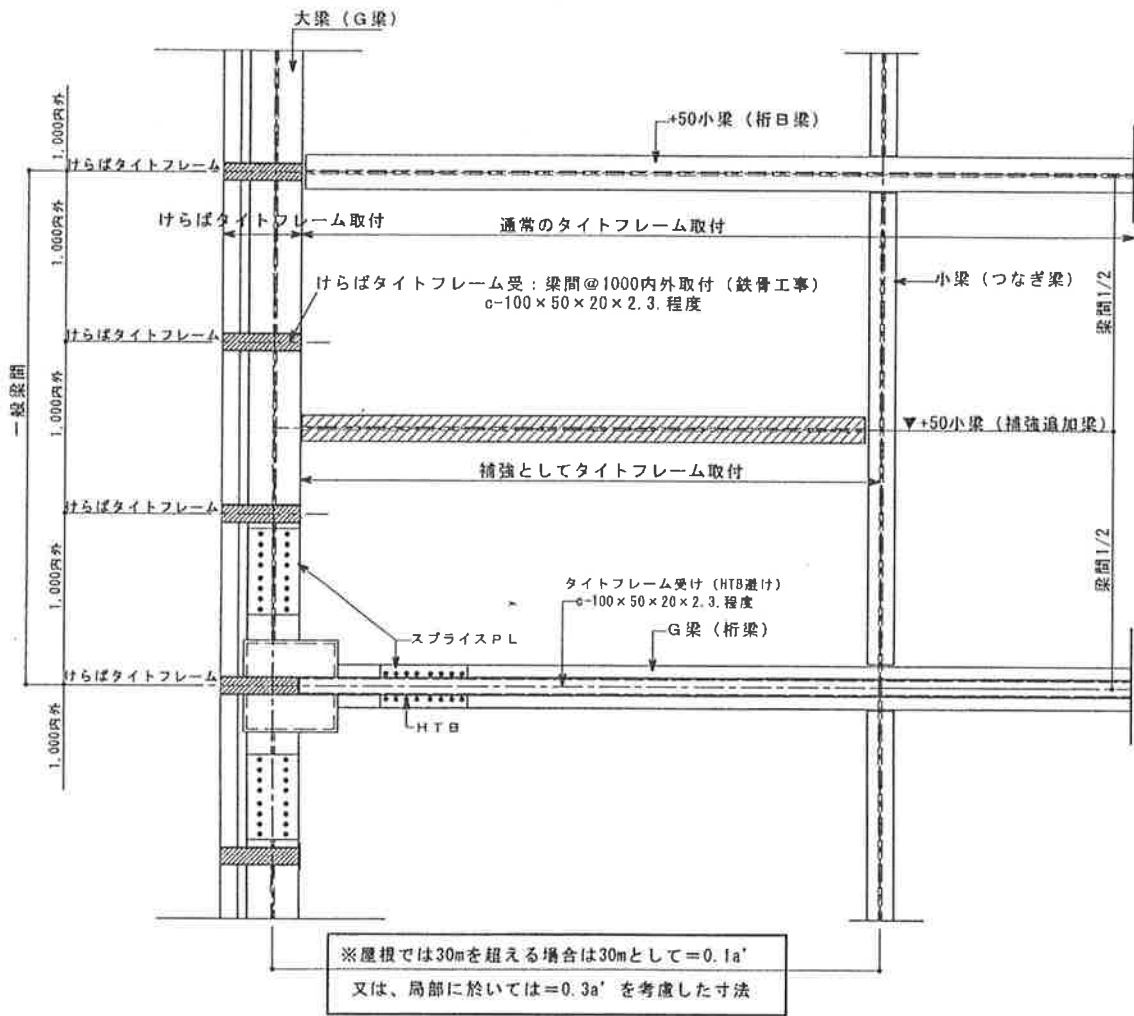 大梁（G梁）
1,000内外
+50小梁（桁B梁）
けらばタイトフレーム
けらばタイトフレーム取付
通常のタイトフレーム取付
1,000内外
けらばタイトフレーム受：梁間@1000内外取付（鉄骨工事）
c-100×50×20×2.3.程度
小梁（つなぎ梁）
梁間1/2
けらばタイトフレーム
一般梁間
1,000内外
▼+50小梁（補強追加梁）
補強としてタイトフレーム取付
けらばタイトフレーム
梁間1/2
1,000内外
タイトフレーム受け（HTB避け）
c-100×50×20×2.3.程度
スプライスPL
G梁（桁梁）
けらばタイトフレーム
HTB
1,000内外
※屋根では30mを超える場合は30mとして＝0.1a'
又は、局部に於いては＝0.3a' を考慮した寸法